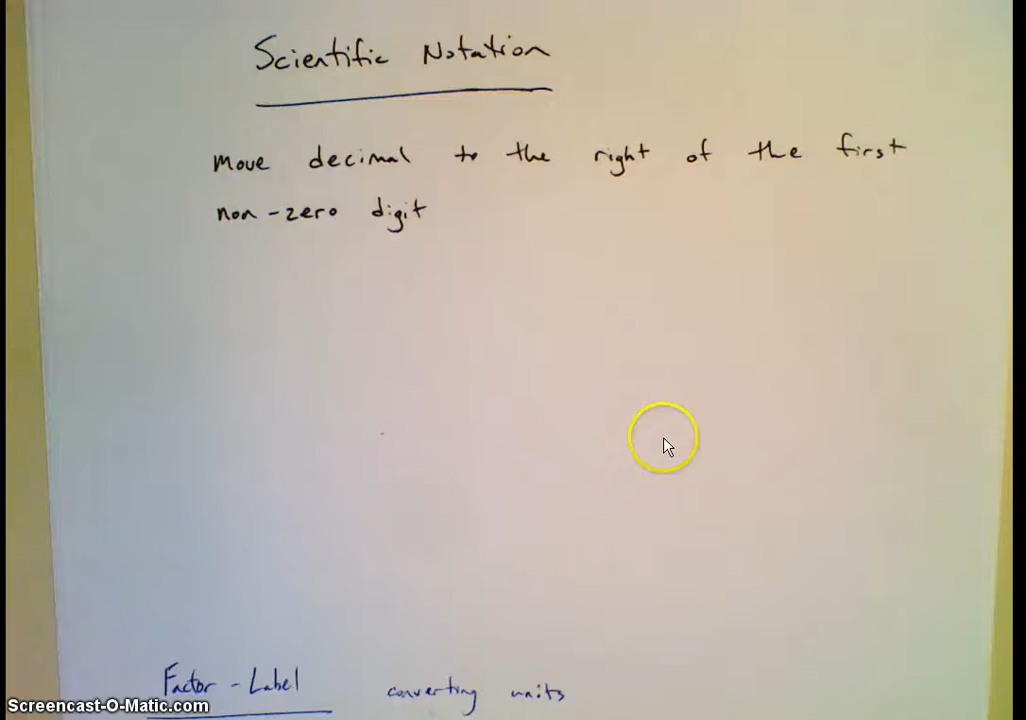 Scientific Notation
move decimal to the right of the first
non-zero digit
Factor-Label converting units
Screencast-O-Matic.com